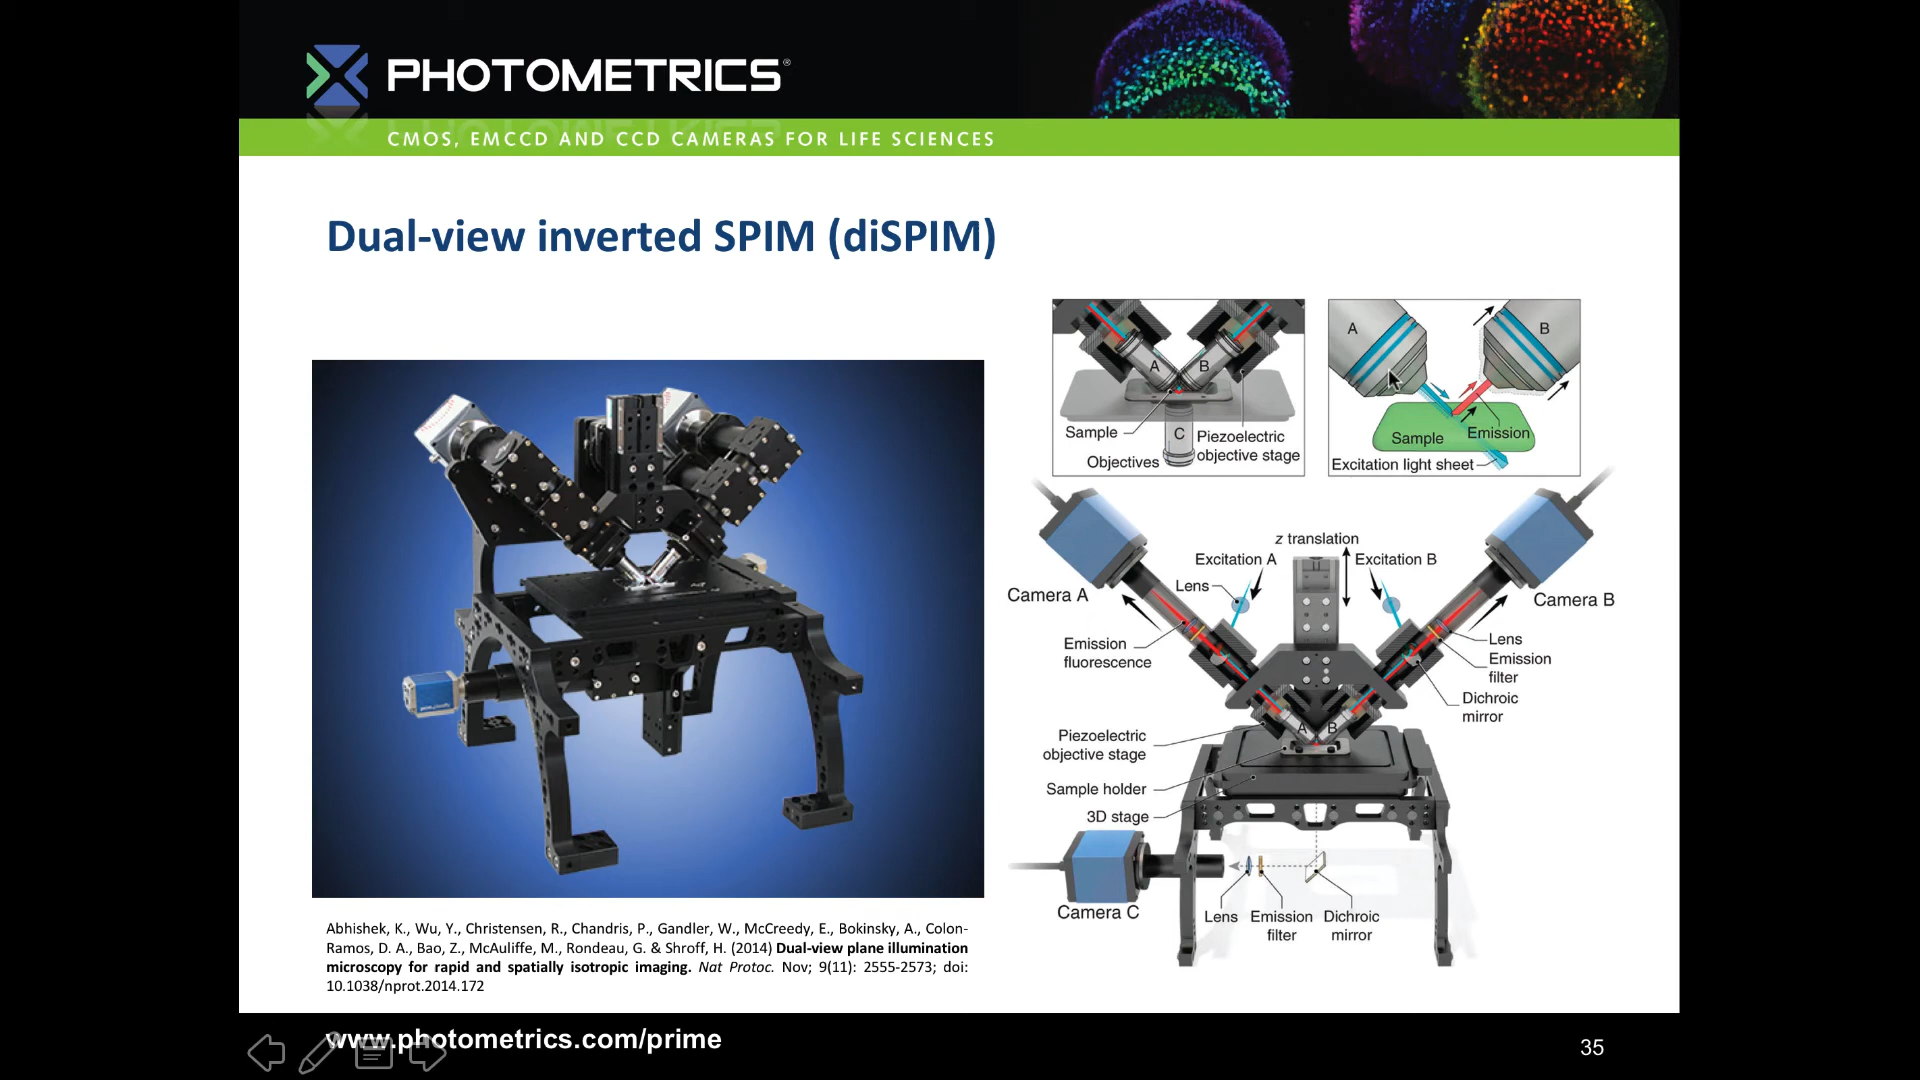 PHOTOMETRICS®
CMOS, EMCCD AND CCD CAMERAS FOR LIFE SCIENCES
Dual-view inverted SPIM (diSPIM)
A
B
Sample
C
Piezoelectric
objective stage
Objectives
A
B
Sample
Emission
Excitation light sheet
z translation
Excitation A
Excitation B
Lens
Camera A
Camera B
Emission
fluorescence
Lens
Emission
filter
Dichroic
mirror
A
B
Piezoelectric
objective stage
Sample holder
3D stage
Camera C
Lens
Emission
filter
Dichroic
mirror
Abhishek, K., Wu, Y., Christensen, R., Chandris, P., Gandler, W., McCreedy, E., Bokinsky, A., Colon-
Ramos, D. A., Bao, Z., McAuliffe, M., Rondeau, G. & Shroff, H. (2014) Dual-view plane illumination
microscopy for rapid and spatially isotropic imaging. Nat Protoc. Nov; 9(11): 2555-2573; doi:
10.1038/nprot.2014.172
www.photometrics.com/prime
35